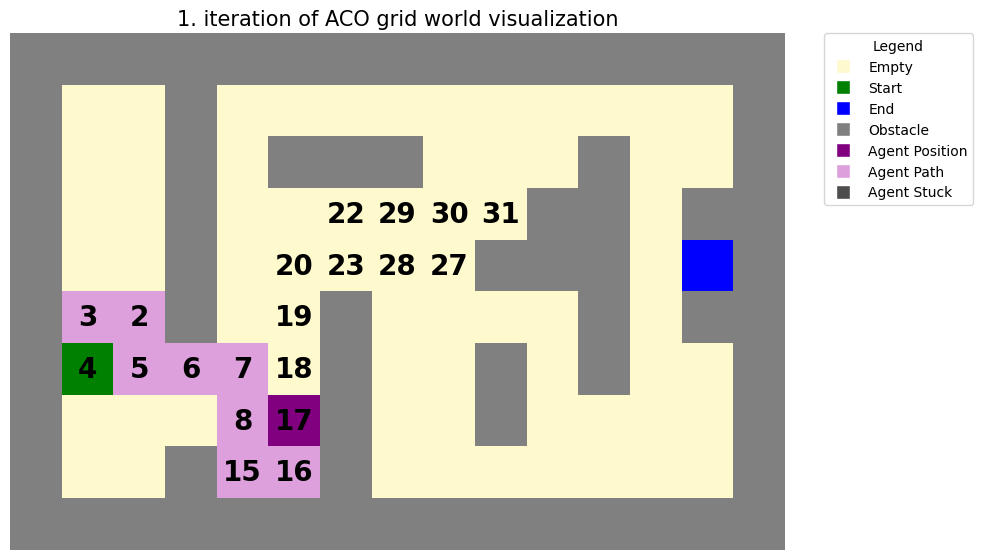 1. iteration of ACO grid world visualization
Legend
Empty
Start
End
Obstacle
Agent Position
Agent Path
Agent Stuck
22 29 30 31
20 23 28 27
3 2 19
4 5 6 7 18
8 17
15 16